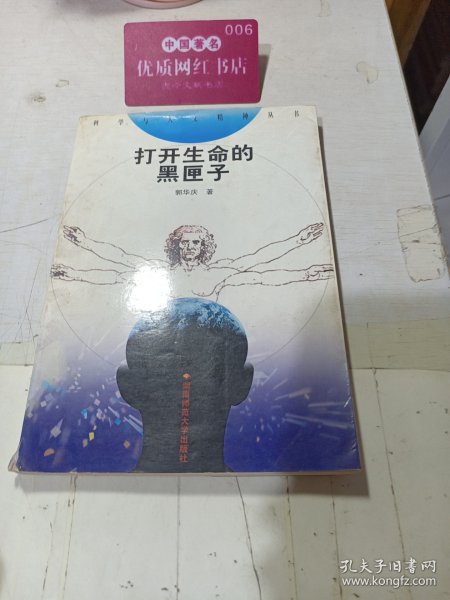 006
中国著名
优质网红书店
科学与人文精神丛书
打开生命的
黑匣子
郭华庆 著
湖南师范大学出版社
孔夫子旧书网
www.kongfz.com